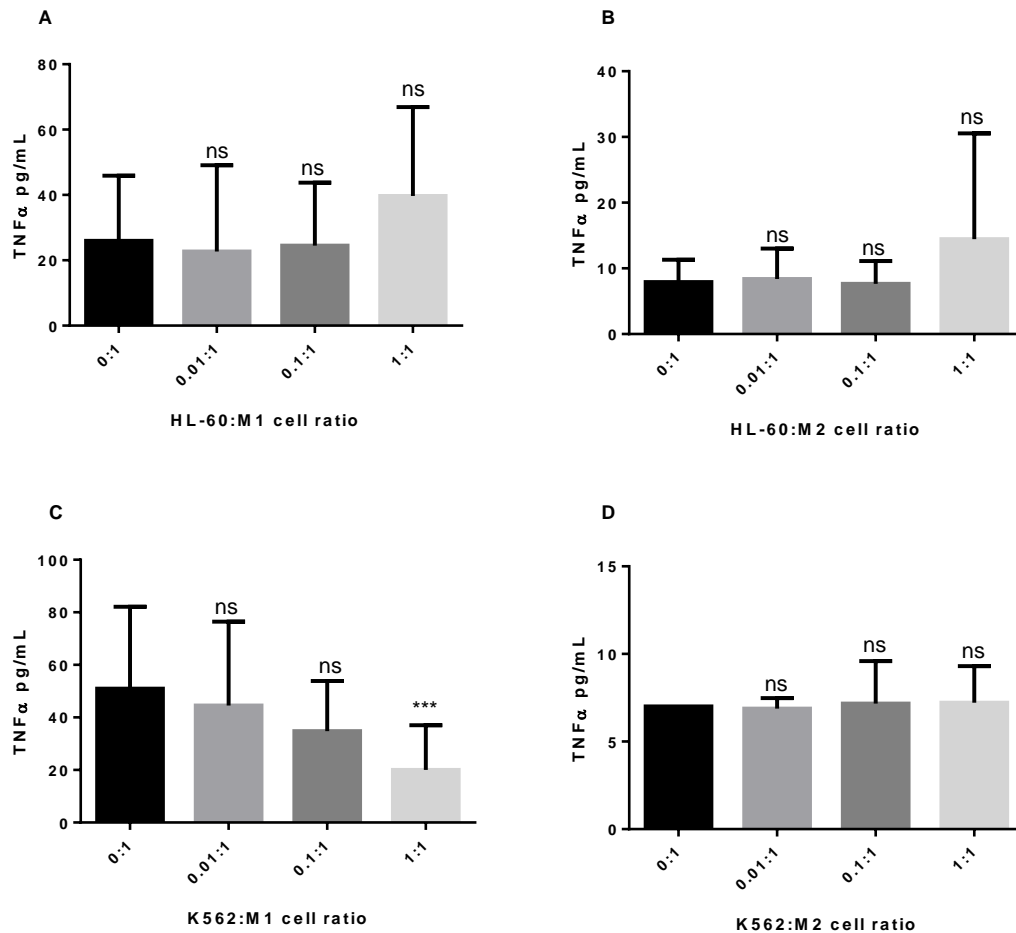 A
TNFα pg/mL
80
60
40
20
0
ns
ns
ns
0:1
0.01:1
0.1:1
1:1
HL-60:M1 cell ratio
B
TNFα pg/mL
40
30
20
10
0
ns
ns
ns
0:1
0.01:1
0.1:1
1:1
HL-60:M2 cell ratio
C
TNFα pg/mL
100
80
60
40
20
0
ns
ns
***
0:1
0.01:1
0.1:1
1:1
K562:M1 cell ratio
D
TNFα pg/mL
15
10
5
0
ns
ns
ns
0:1
0.01:1
0.1:1
1:1
K562:M2 cell ratio